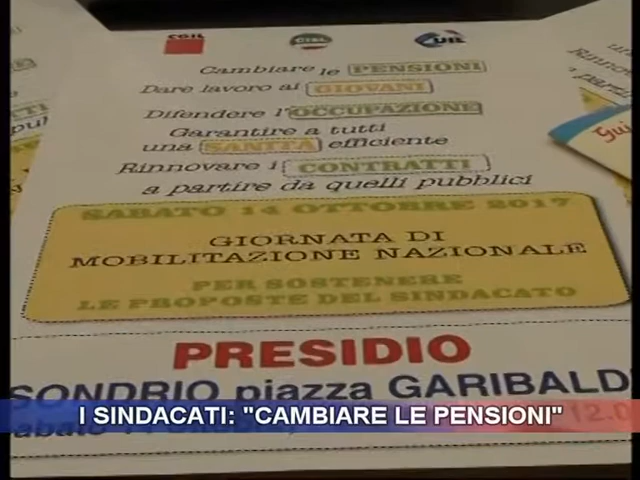 CGIL CISL UIL
Cambiare le PENSIONI
Dare lavoro ai GIOVANI
Difendere l'OCCUPAZIONE
Garantire a tutti
una SANITA' efficiente
Rinnovare i CONTRATTI
a partire da quelli pubblici
SABATO 14 OTTOBRE 2017
GIORNATA DI
MOBILITAZIONE NAZIONALE
PER SOSTENERE
LE PROPOSTE DEL SINDACATO
PRESIDIO
SONDRIO piazza GARIBALDI
I SINDACATI: "CAMBIARE LE PENSIONI"